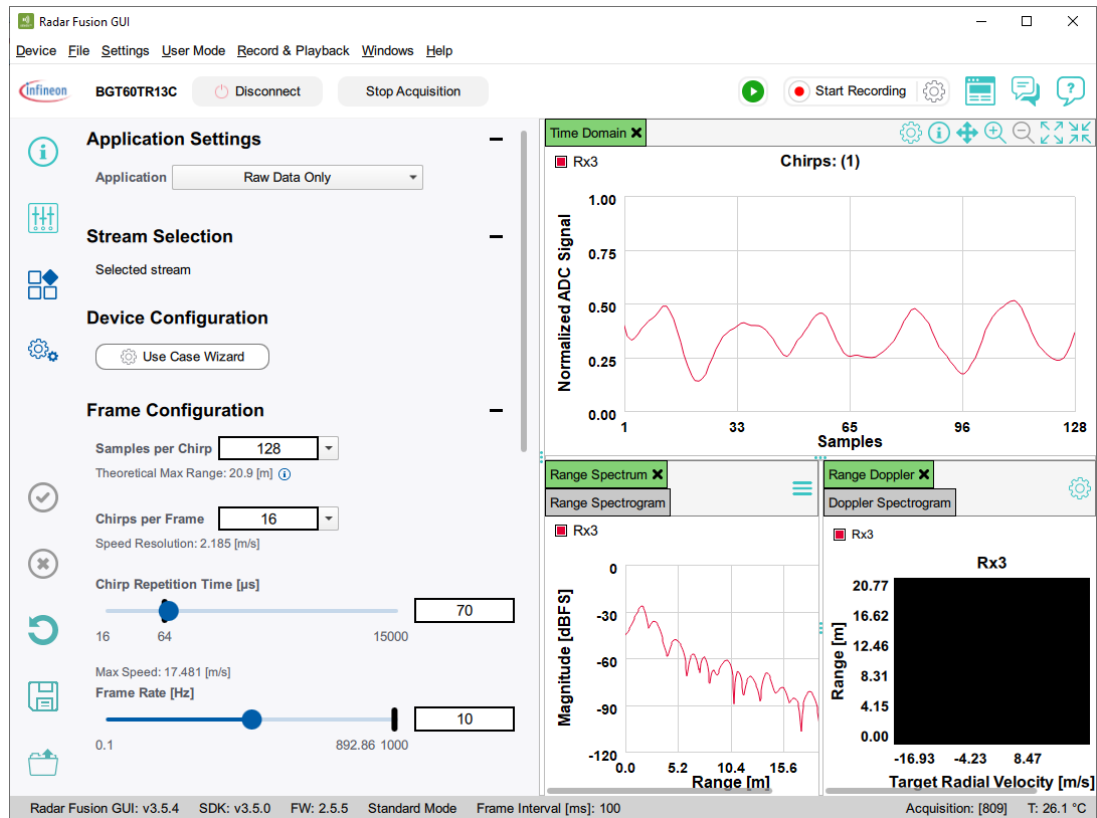 Radar Fusion GUI
Device File Settings User Mode Record & Playback Windows Help
infineon BGT60TR13C Disconnect Stop Acquisition Start Recording
Application Settings
Application Raw Data Only
Stream Selection
Selected stream
Device Configuration
Use Case Wizard
Frame Configuration
Samples per Chirp 128
Theoretical Max Range: 20.9 [m]
Chirps per Frame 16
Speed Resolution: 2.185 [m/s]
Chirp Repetition Time [µs]
70
16 64 15000
Max Speed: 17.481 [m/s]
Frame Rate [Hz]
10
0.1 892.86 1000
Time Domain
Rx3 Chirps: (1)
Normalized ADC Signal
1.00
0.75
0.50
0.25
0.00
1 33 65 96 128
Samples
Range Spectrum
Range Spectrogram
Rx3
Magnitude [dBFS]
0
-30
-60
-90
-120
0.0 5.2 10.4 15.6
Range [m]
Range Doppler
Doppler Spectrogram
Rx3
Rx3
Range [m]
20.77
16.62
12.46
8.31
4.15
0.00
-16.93 -4.23 8.47
Target Radial Velocity [m/s]
Radar Fusion GUI: v3.5.4 SDK: v3.5.0 FW: 2.5.5 Standard Mode Frame Interval [ms]: 100 Acquisition: [809] T: 26.1 °C